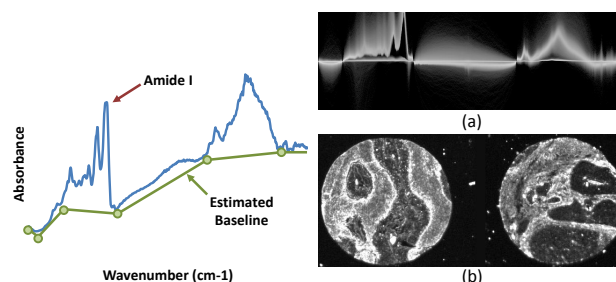 Amide I
Absorbance
Estimated
Baseline
Wavenumber (cm-1)
(a)
(b)